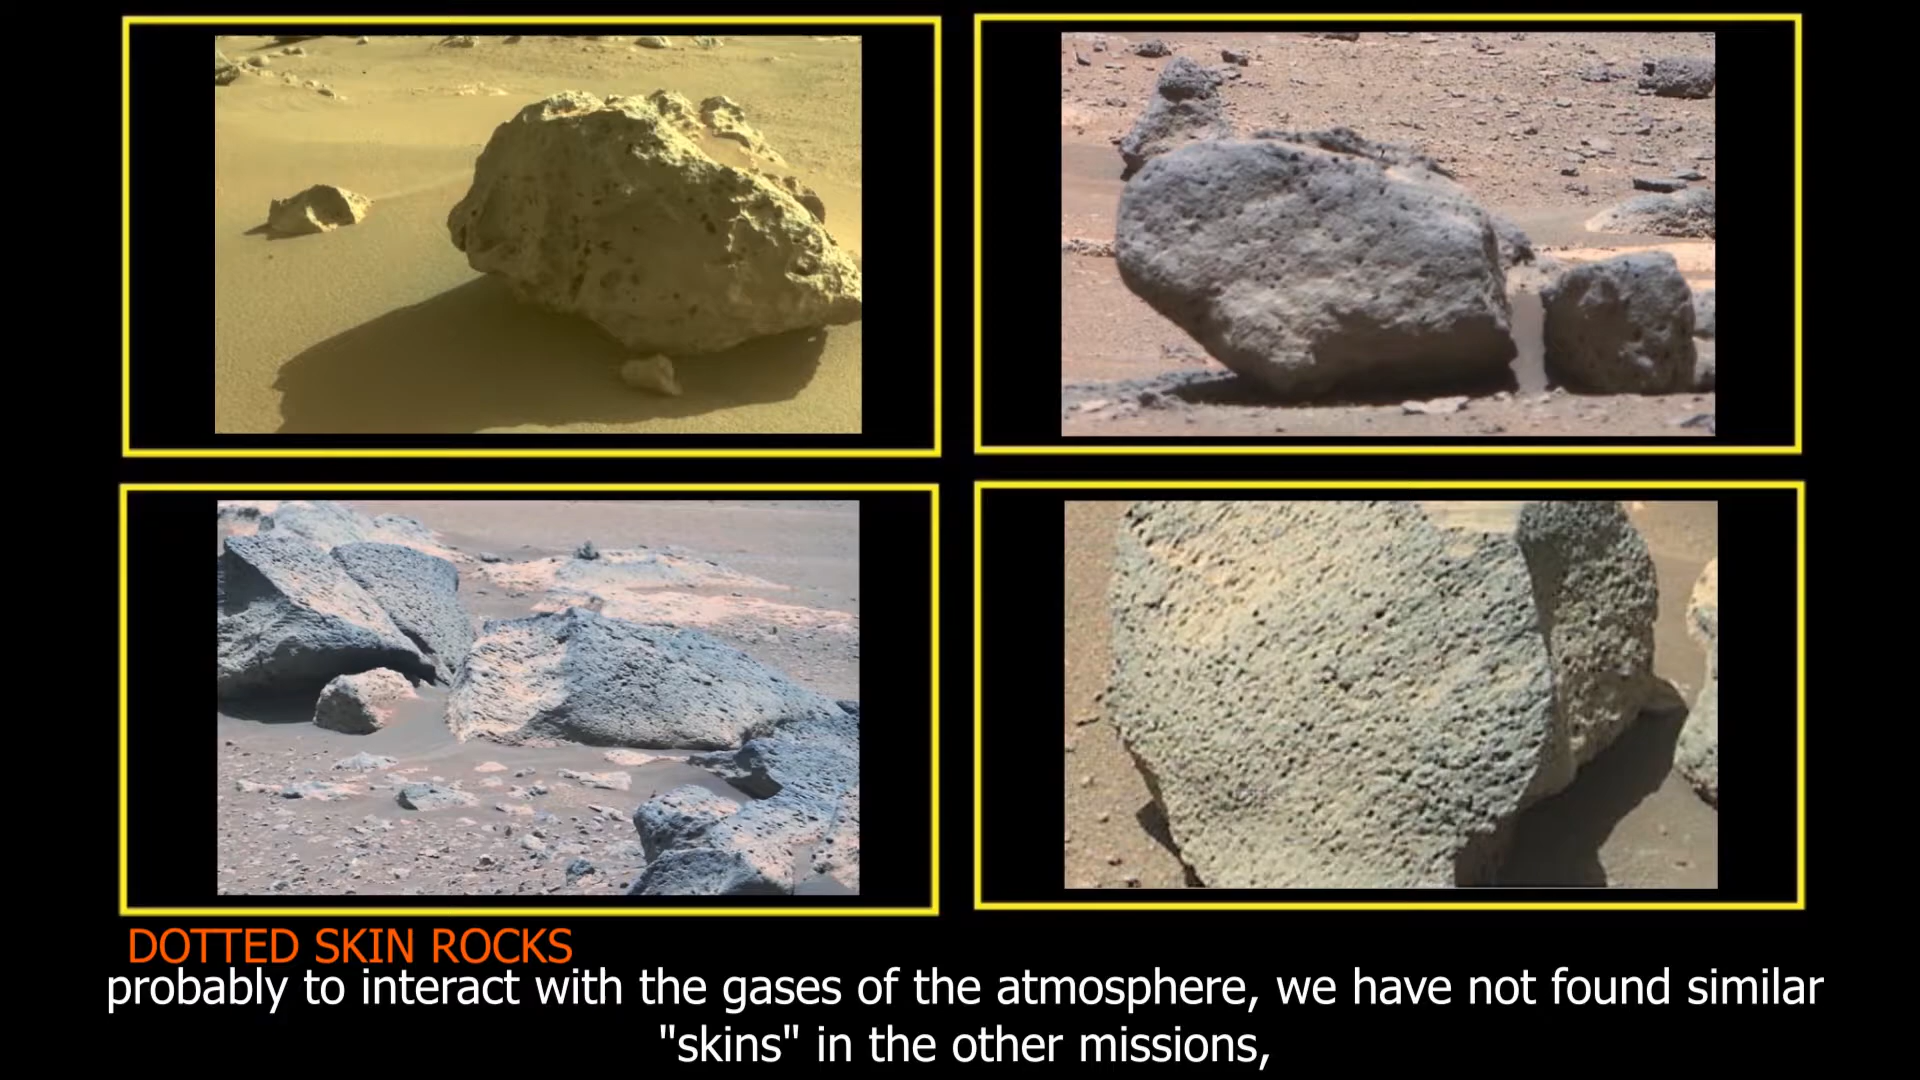 DOTTED SKIN ROCKS
probably to interact with the gases of the atmosphere, we have not found similar
"skins" in the other missions,